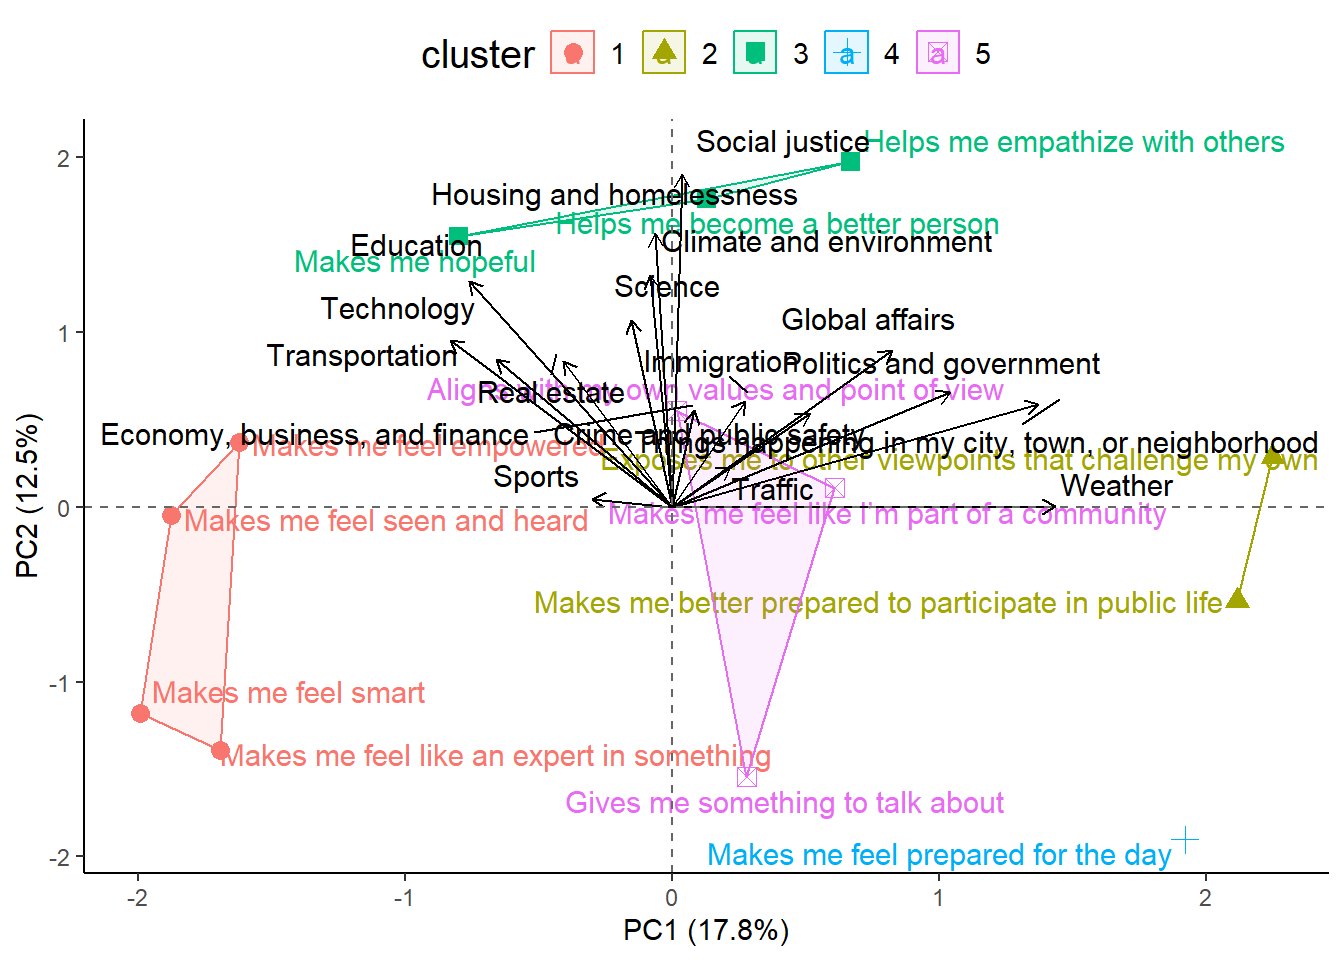 cluster a 1 a 2 a 3 a 4 a 5
Social justice
Helps me empathize with others
2
Housing and homelessness
Helps me become a better person
Education
Climate and environment
Makes me hopeful
Science
Technology
Global affairs
1
Transportation
Immigration
Politics and government
Real estate
Aligns with my own values and point of view
Economy, business, and finance
Makes me feel empowered
Crime and public safety
Things happening in my city, town, or neighborhood
Exposes me to other viewpoints that challenge my own
Sports
Traffic
Weather
0
Makes me feel seen and heard
Makes me feel like I'm part of a community
Makes me better prepared to participate in public life
-1
Makes me feel smart
Makes me feel like an expert in something
Gives me something to talk about
Makes me feel prepared for the day
-2
-2 -1 0 1 2
PC1 (17.8%)
PC2 (12.5%)